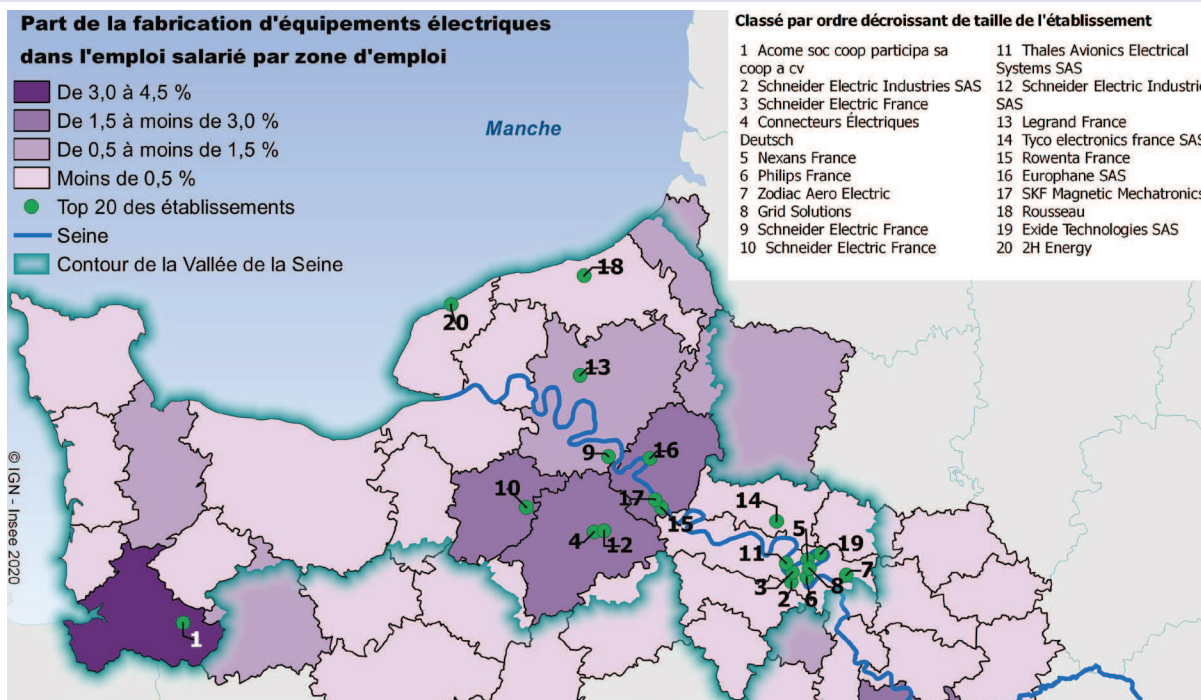 Part de la fabrication d'équipements électriques
dans l'emploi salarié par zone d'emploi
De 3,0 à 4,5 %
De 1,5 à moins de 3,0 %
De 0,5 à moins de 1,5 %
Moins de 0,5 %
Top 20 des établissements
Seine
Contour de la Vallée de la Seine
Manche
Classé par ordre décroissant de taille de l'établissement
1 Acome soc coop participa sa
coop a cv
2 Schneider Electric Industries SAS
3 Schneider Electric France
4 Connecteurs Électriques
Deutsch
5 Nexans France
6 Philips France
7 Zodiac Aero Electric
8 Grid Solutions
9 Schneider Electric France
10 Schneider Electric France
11 Thales Avionics Electrical
Systems SAS
12 Schneider Electric Industrie
SAS
13 Legrand France
14 Tyco electronics france SAS
15 Rowenta France
16 Europhane SAS
17 SKF Magnetic Mechatronics
18 Rousseau
19 Exide Technologies SAS
20 2H Energy
18
20
13
9
16
10
17
15
14
5
4
12
11
19
3
2
6
8
7
1
© IGN - Insee 2020